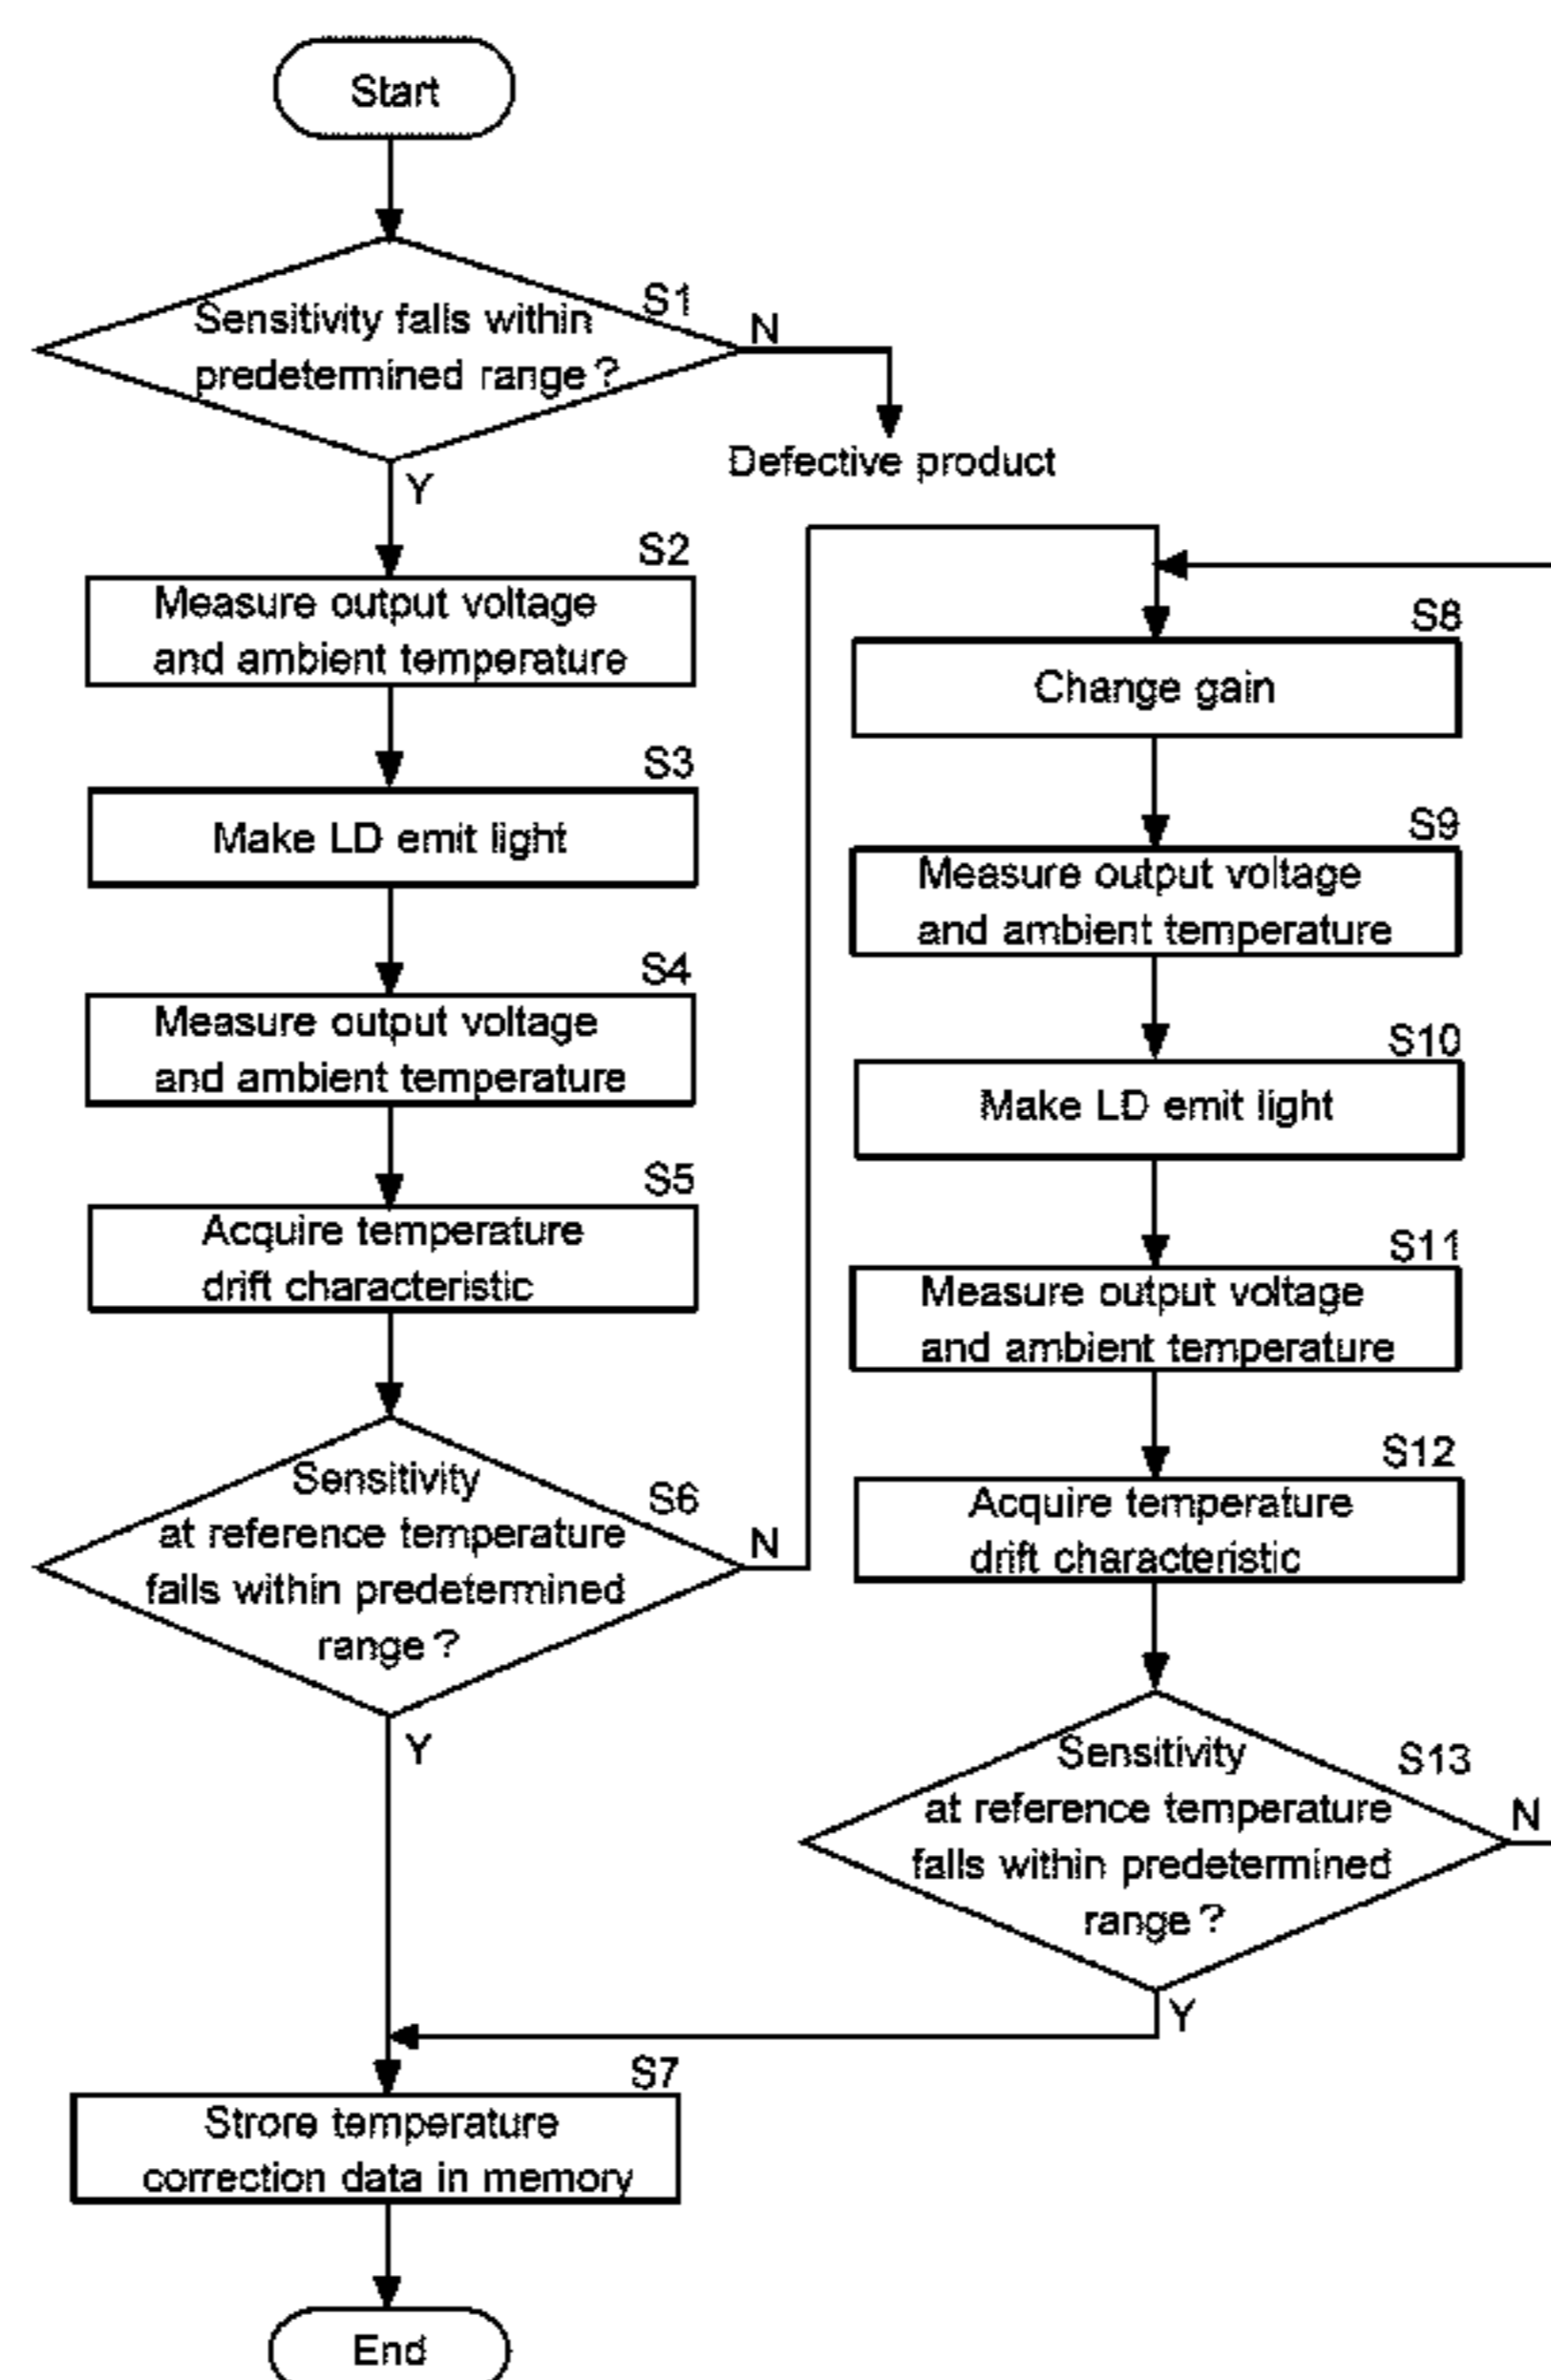 Start
S1
Sensitivity falls within
predetermined range?
N
Defective product
Y
S2
Measure output voltage
and ambient temperature
S3
Make LD emit light
S4
Measure output voltage
and ambient temperature
S5
Acquire temperature
drift characteristic
S6
Sensitivity
at reference temperature
falls within predetermined
range?
N
Y
S7
Strore temperature
correction data in memory
End
S8
Change gain
S9
Measure output voltage
and ambient temperature
S10
Make LD emit light
S11
Measure output voltage
and ambient temperature
S12
Acquire temperature
drift characteristic
S13
Sensitivity
at reference temperature
falls within predetermined
range?
N
Y